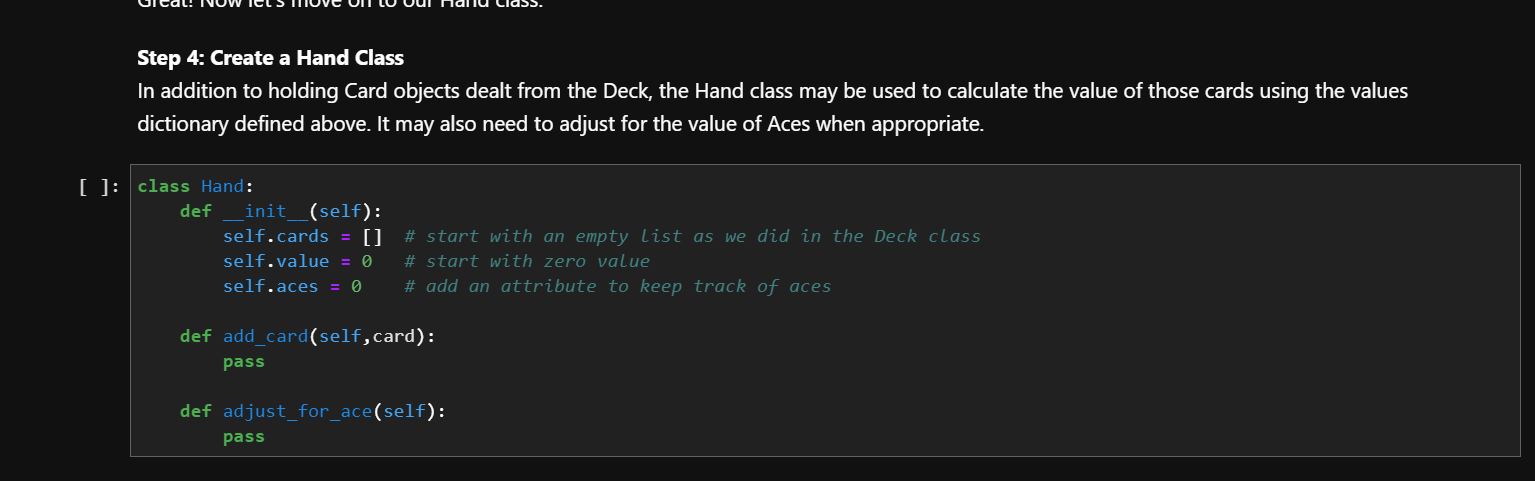 Great! Now let's move on to our Hand class.
Step 4: Create a Hand Class
In addition to holding Card objects dealt from the Deck, the Hand class may be used to calculate the value of those cards using the values
dictionary defined above. It may also need to adjust for the value of Aces when appropriate.
[ ]: class Hand:
    def __init__(self):
        self.cards = []  # start with an empty list as we did in the Deck class
        self.value = 0   # start with zero value
        self.aces = 0    # add an attribute to keep track of aces
    def add_card(self,card):
        pass
    def adjust_for_ace(self):
        pass